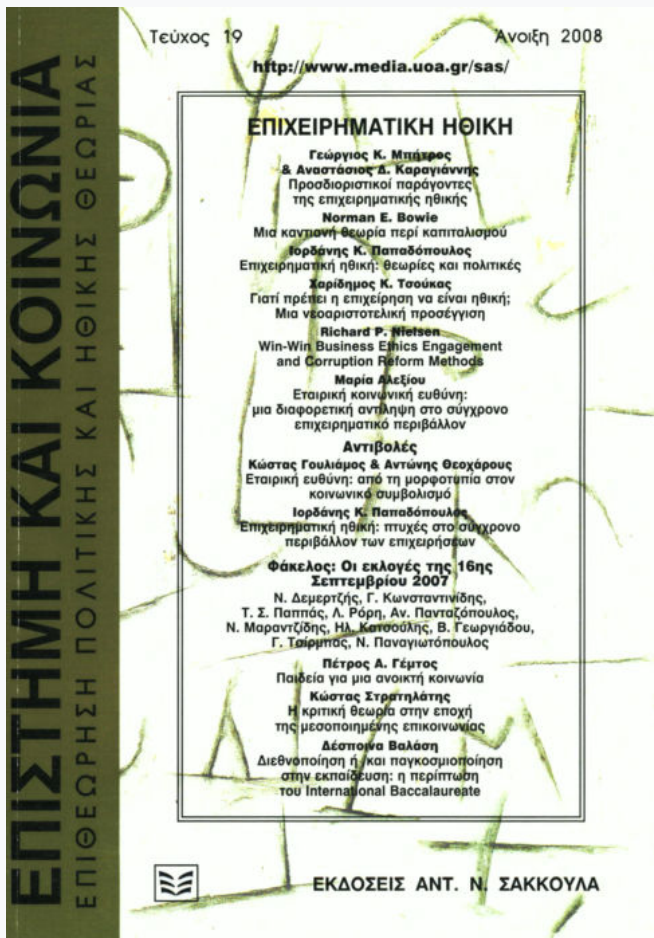 ΕΠΙΣΤΗΜΗ ΚΑΙ ΚΟΙΝΩΝΙΑ
ΕΠΙΘΕΩΡΗΣΗ ΠΟΛΙΤΙΚΗΣ ΚΑΙ ΗΘΙΚΗΣ ΘΕΩΡΙΑΣ
Τεύχος 19
Άνοιξη 2008
http://www.media.uoa.gr/sas/
ΕΠΙΧΕΙΡΗΜΑΤΙΚΗ ΗΘΙΚΗ
Γεώργιος Κ. Μπήτρος
& Αναστάσιος Δ. Καραγιάννης
Προσδιοριστικοί παράγοντες
της επιχειρηματικής ηθικής
Norman E. Bowie
Μια καντιανή θεωρία περί καπιταλισμού
Ιορδάνης Κ. Παπαδόπουλος
Επιχειρηματική ηθική: θεωρίες και πολιτικές
Χαρίδημος Κ. Τσούκας
Γιατί πρέπει η επιχείρηση να είναι ηθική;
Μια νεοαριστοτελική προσέγγιση
Richard P. Nielsen
Win-Win Business Ethics Engagement
and Corruption Reform Methods
Μαρία Αλεξίου
Εταιρική κοινωνική ευθύνη:
μια διαφορετική αντίληψη στο σύγχρονο
επιχειρηματικό περιβάλλον
Αντιβολές
Κώστας Γουλιάμος & Αντώνης Θεοχάρους
Εταιρική ευθύνη: από τη μορφοτυπία στον
κοινωνικό συμβολισμό
Ιορδάνης Κ. Παπαδόπουλος
Επιχειρηματική ηθική: πτυχές στο σύγχρονο
περιβάλλον των επιχειρήσεων
Φάκελος: Οι εκλογές της 16ης
Σεπτεμβρίου 2007
Ν. Δεμερτζής, Γ. Κωνσταντινίδης,
Τ. Σ. Παππάς, Λ. Ρόρη, Αν. Πανταζόπουλος,
Ν. Μαραντζίδης, Ηλ. Κατσούλης, Β. Γεωργιάδου,
Γ. Τσίρμπας, Ν. Παναγιωτόπουλος
Πέτρος Α. Γέμτος
Παιδεία για μια ανοικτή κοινωνία
Κώστας Στρατηλάτης
Η κριτική θεωρία στην εποχή
της μεσοποιημένης επικοινωνίας
Δέσποινα Βαλάση
Διεθνοποίηση ή/και παγκοσμιοποίηση
στην εκπαίδευση: η περίπτωση
του International Baccalaureate
ΕΚΔΟΣΕΙΣ ΑΝΤ. Ν. ΣΑΚΚΟΥΛΑ